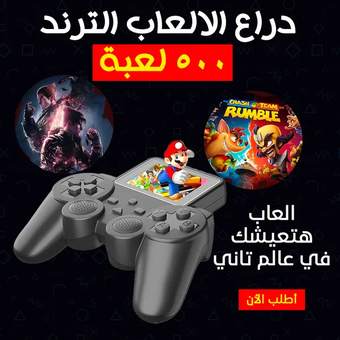 دراع الالعاب الترند
٥٠٠ لعبة
CRASH TEAM
RUMBLE
العاب
هتعيشك
في عالم تاني
أطلب الآن